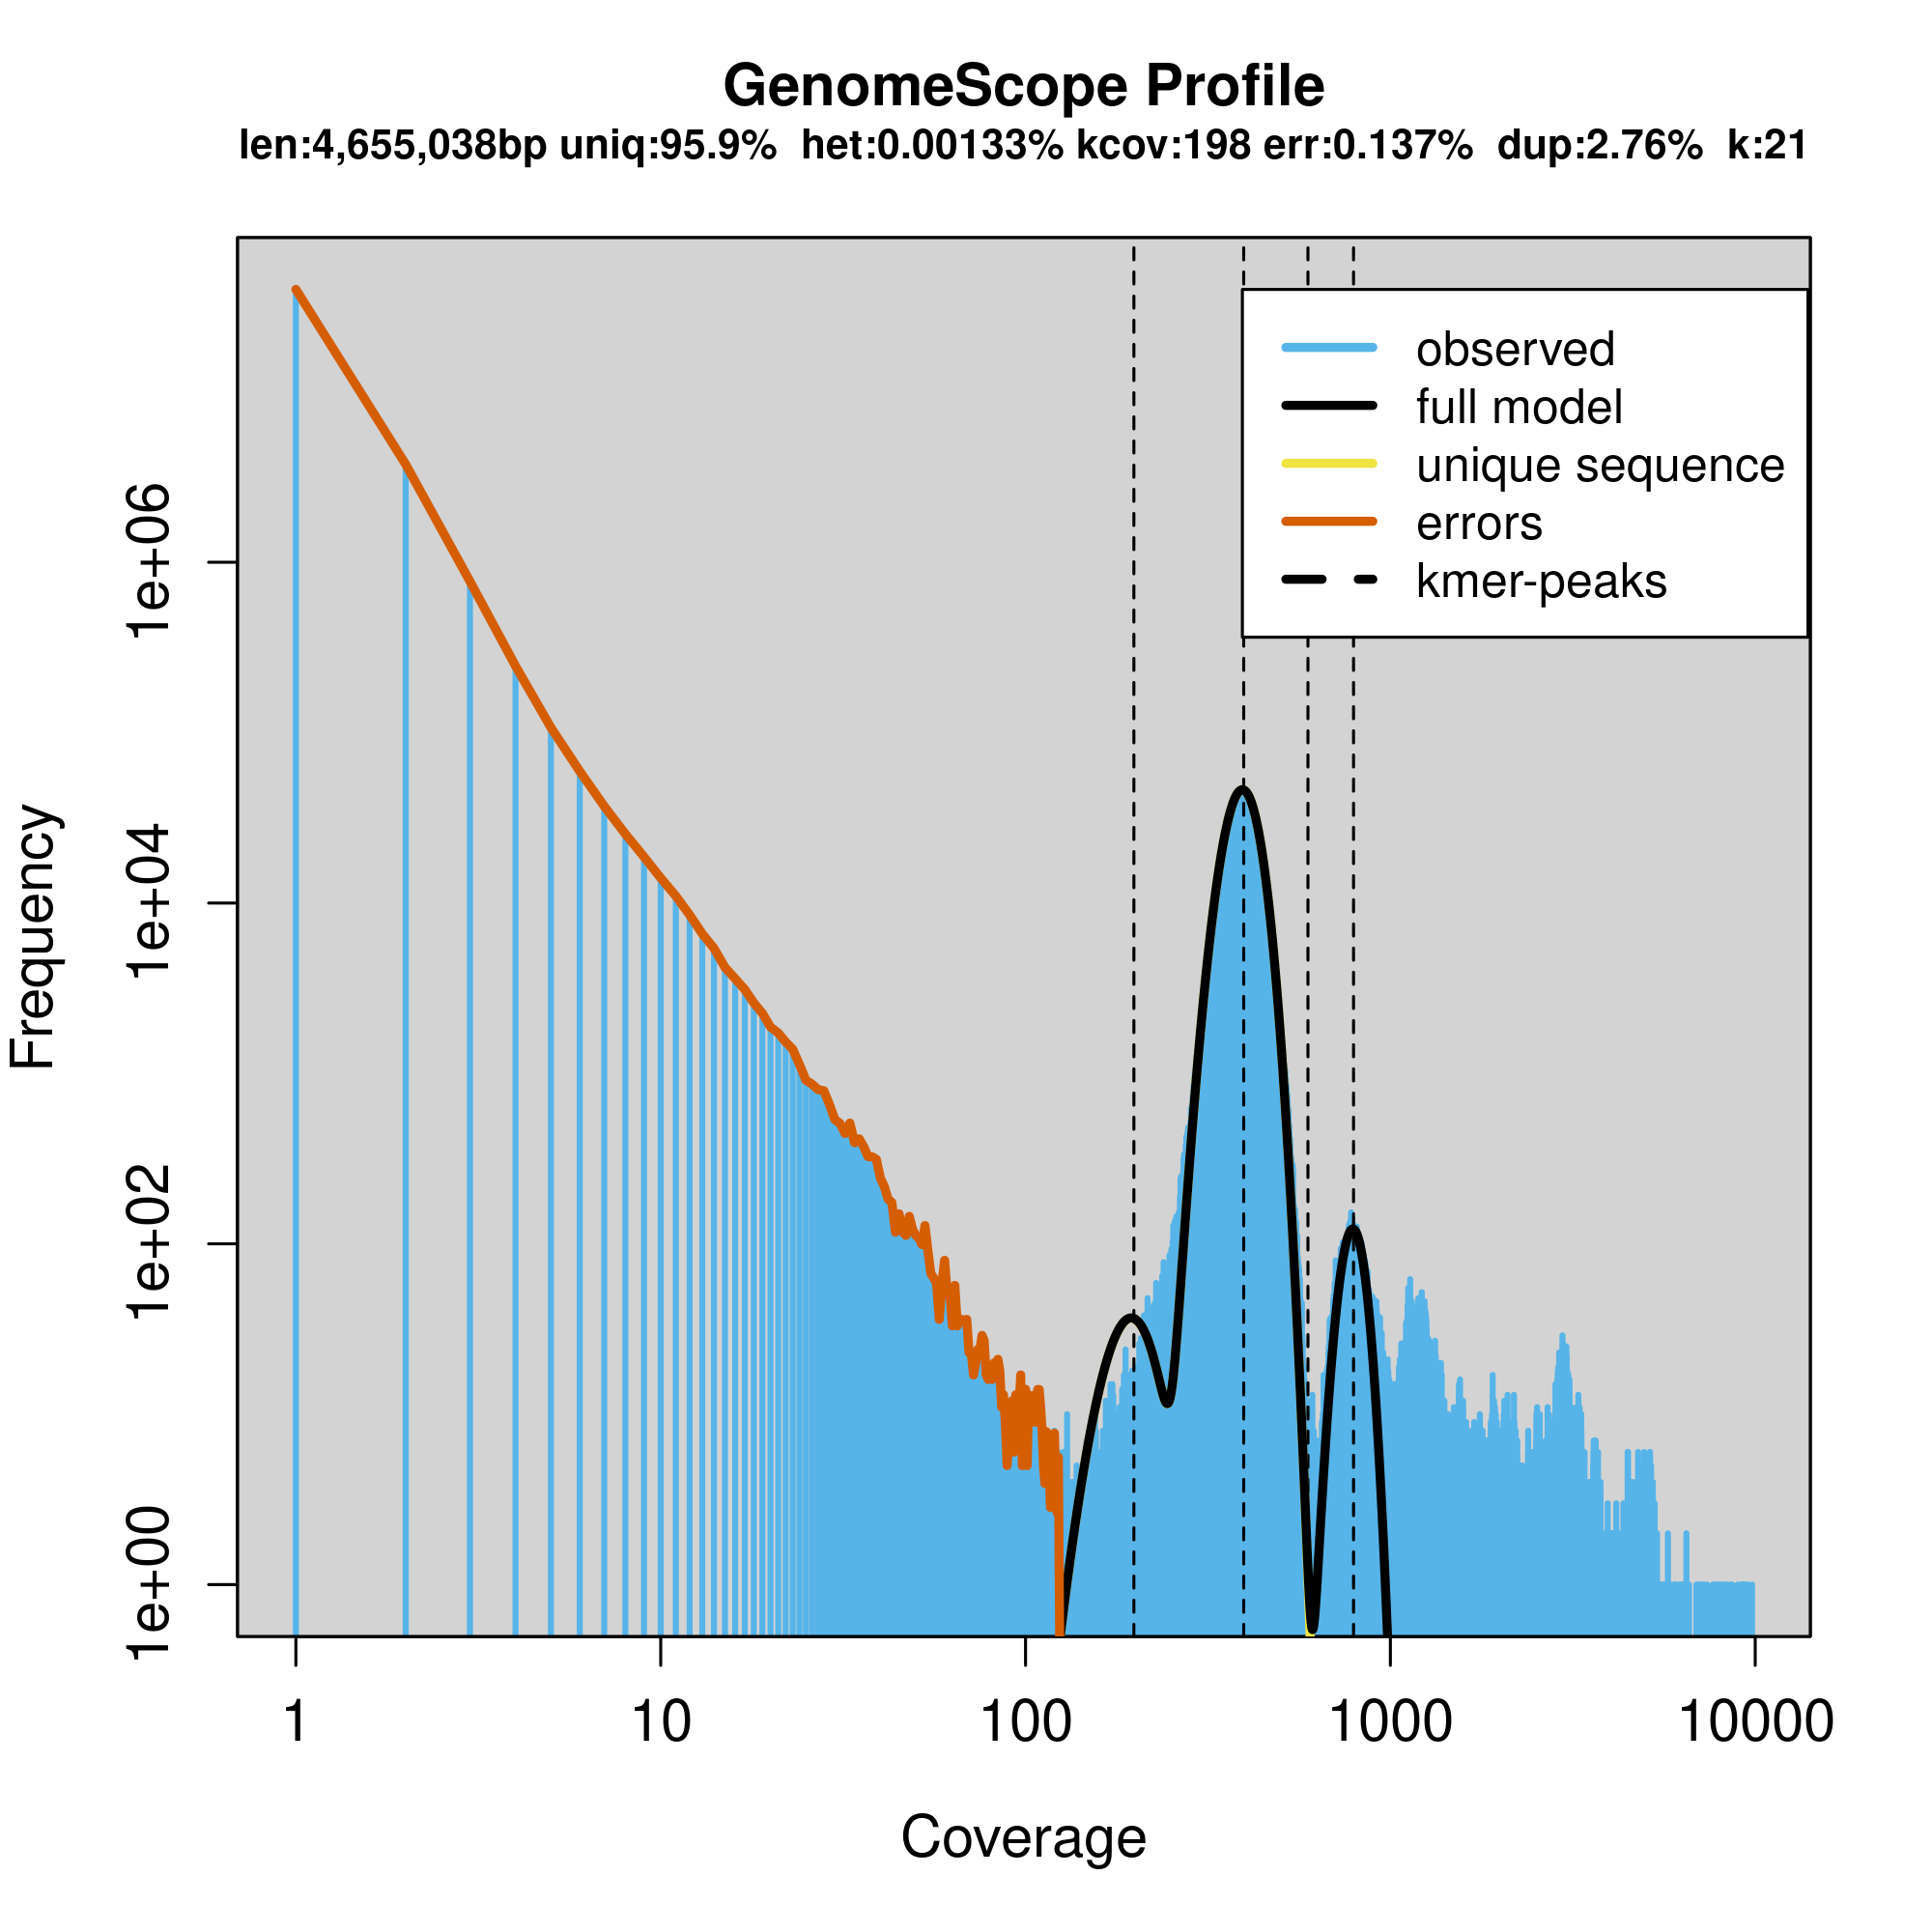 GenomeScope Profile
len:4,655,038bp uniq:95.9%  het:0.00133% kcov:198 err:0.137%  dup:2.76%  k:21
observed
full model
unique sequence
errors
kmer-peaks
Frequency
1e+06
1e+04
1e+02
1e+00
1 10 100 1000 10000
Coverage